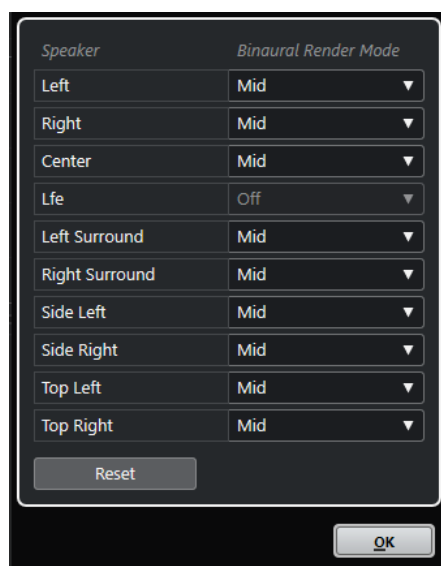 Speaker Binaural Render Mode
Left Mid
Right Mid
Center Mid
Lfe Off
Left Surround Mid
Right Surround Mid
Side Left Mid
Side Right Mid
Top Left Mid
Top Right Mid
Reset
OK